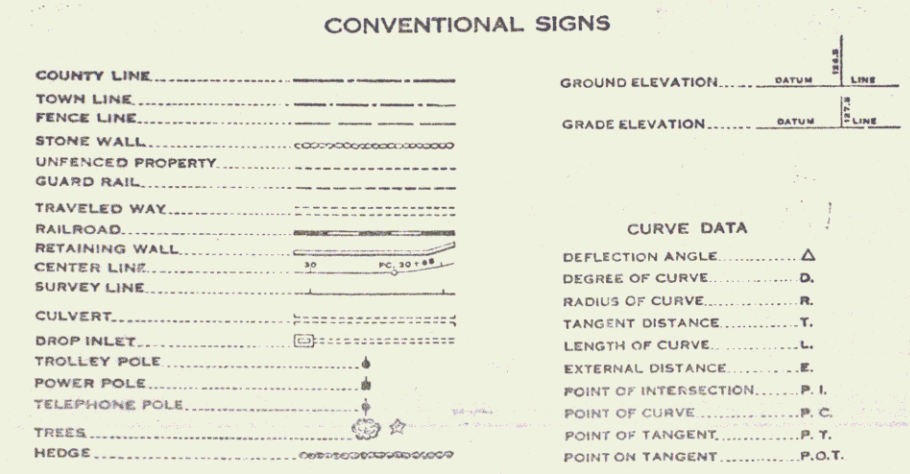 CONVENTIONAL SIGNS
COUNTY LINE
TOWN LINE
FENCE LINE
STONE WALL
UNFENCED PROPERTY
GUARD RAIL
TRAVELED WAY
RAILROAD
RETAINING WALL
CENTER LINE 30 PC. 30+68
SURVEY LINE
CULVERT
DROP INLET
TROLLEY POLE
POWER POLE
TELEPHONE POLE
TREES
HEDGE
GROUND ELEVATION DATUM LINE
GRADE ELEVATION DATUM 127.5 LINE
CURVE DATA
DEFLECTION ANGLE Δ
DEGREE OF CURVE D.
RADIUS OF CURVE R.
TANGENT DISTANCE T.
LENGTH OF CURVE L.
EXTERNAL DISTANCE E.
POINT OF INTERSECTION P. I.
POINT OF CURVE P. C.
POINT OF TANGENT P. T.
POINT ON TANGENT P.O.T.